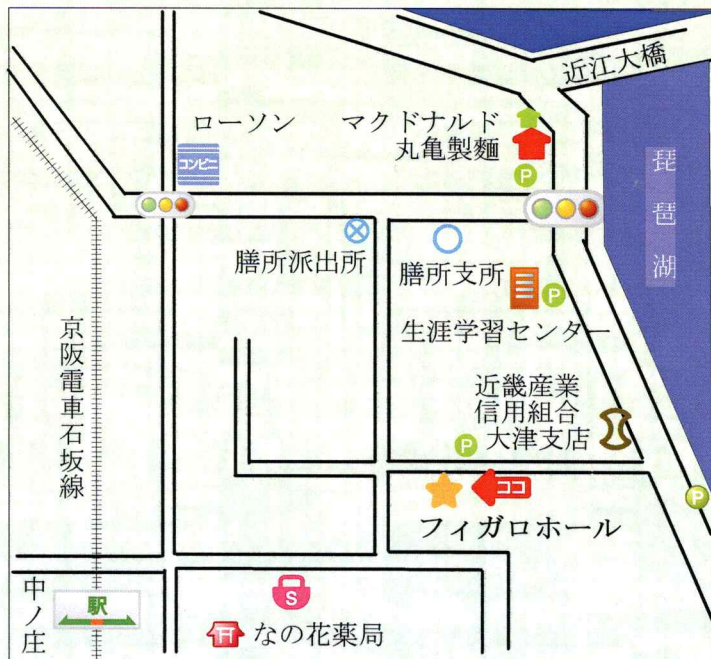 近江大橋
ローソン
コンビニ
マクドナルド
丸亀製麺
P
琵琶湖
膳所派出所
膳所支所
P
生涯学習センター
京阪電車石坂線
近畿産業
信用組合
大津支店
P
ココ
P
フィガロホール
中ノ庄
駅
S
なの花薬局